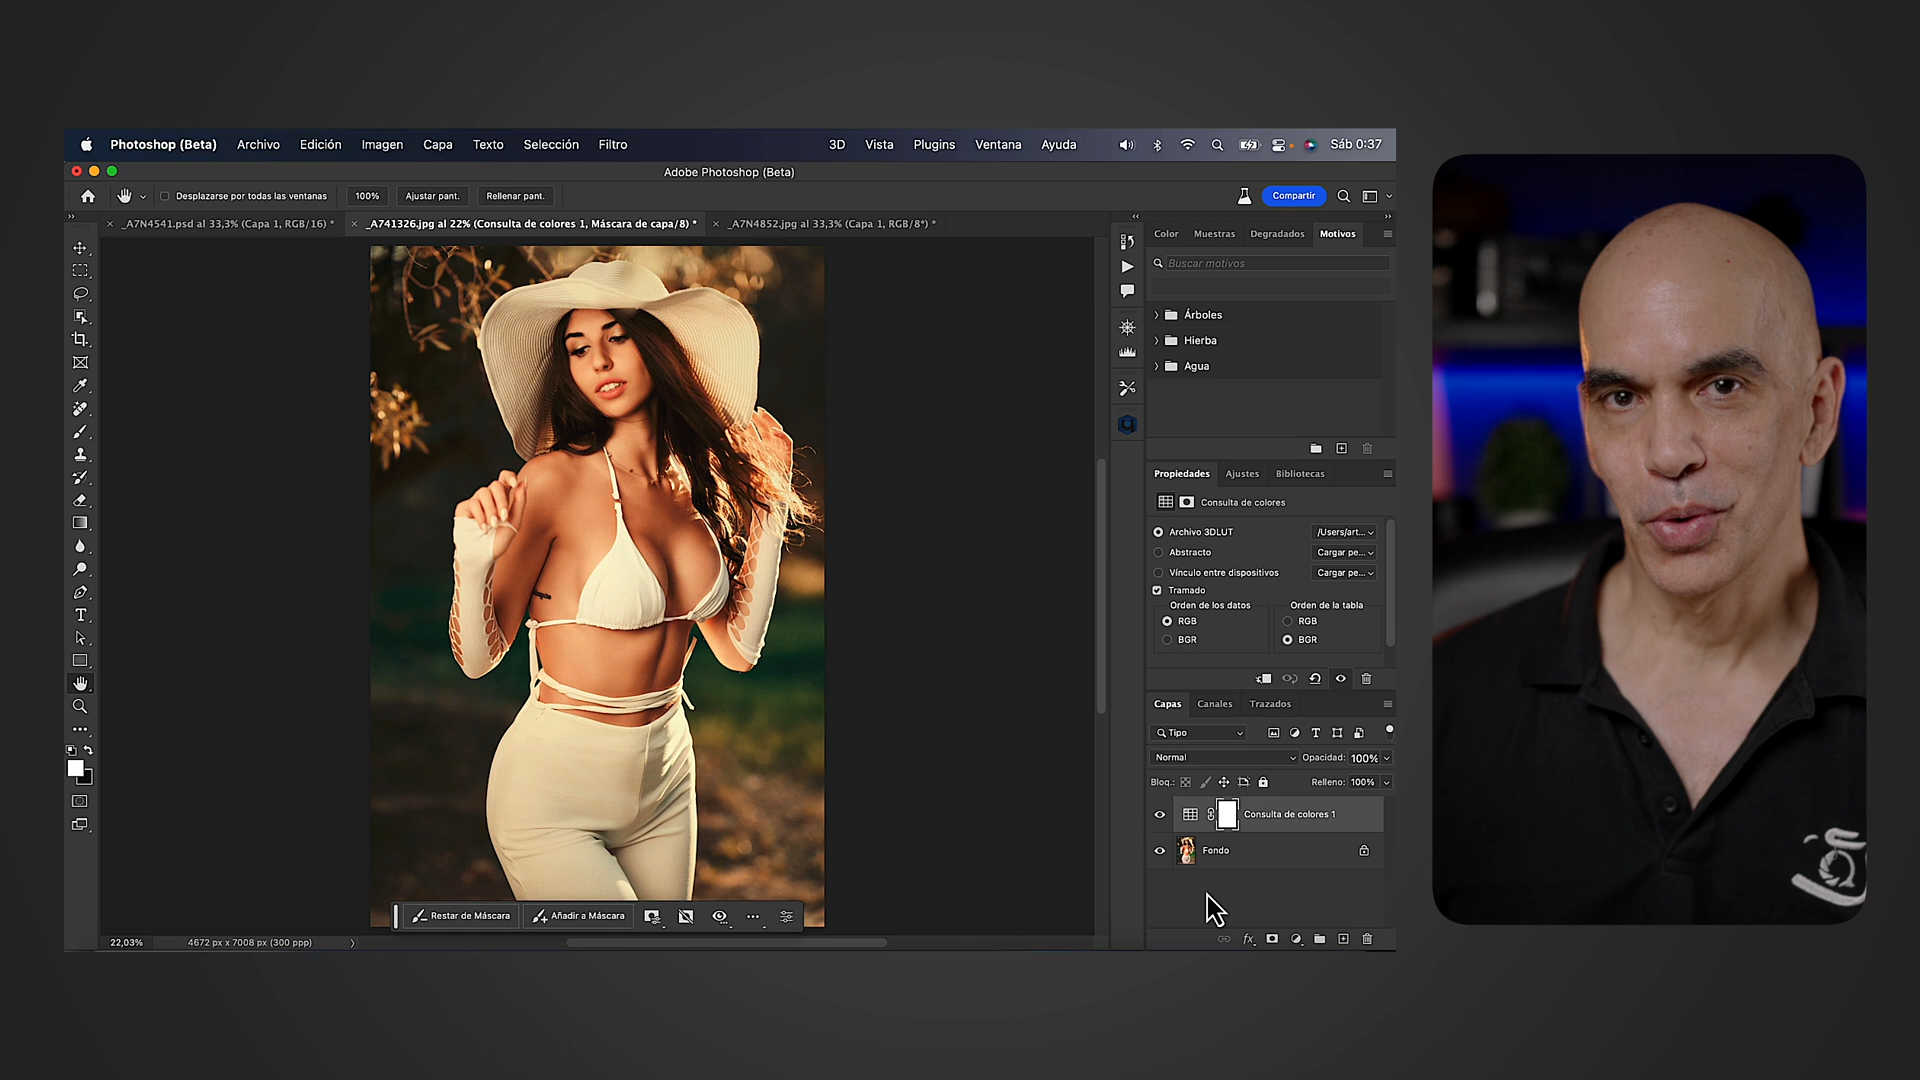 Photoshop (Beta) Archivo Edición Imagen Capa Texto Selección Filtro 3D Vista Plugins Ventana Ayuda Sáb 0:37
Adobe Photoshop (Beta)
Desplazarse por todas las ventanas 100% Ajustar pant. Rellenar pant. Compartir
_A7N4541.psd al 33,3% (Capa 1, RGB/16) * _A741326.jpg al 22% (Consulta de colores 1, Máscara de capa/8) * _A7N4852.jpg al 33,3% (Capa 1, RGB/8*) *
Color Muestras Degradados Motivos
Buscar motivos
Árboles
Hierba
Agua
Propiedades Ajustes Bibliotecas
Consulta de colores
Archivo 3DLUT /Users/art...
Abstracto Cargar pe...
Vínculo entre dispositivos Cargar pe...
Tramado
Orden de los datos Orden de la tabla
RGB RGB
BGR BGR
Capas Canales Trazados
Tipo
Normal Opacidad: 100%
Bloq.: Relleno: 100%
Consulta de colores 1
Fondo
Restar de Máscara Añadir a Máscara
22,03% 4672 px x 7008 px (300 ppp)
fx